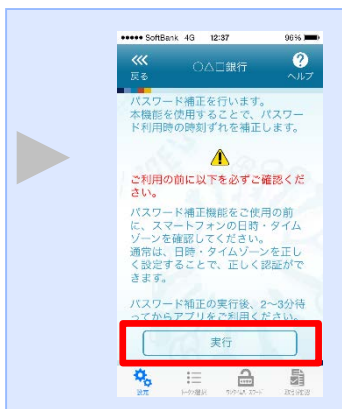 ●●●●● SoftBank 4G 12:37 96%
戻る ○△□銀行 ? ヘルプ
パスワード補正を行います。
本機能を使用することで、パスワー
ド利用時の時刻ずれを補正します。
ご利用の前に以下を必ずご確認くだ
さい。
パスワード補正機能をご使用の前
に、スマートフォンの日時・タイム
ゾーンを確認してください。
通常は、日時・タイムゾーンを正し
く設定することで、正しく認証がで
きます。
パスワード補正の実行後、2〜3分待
ってからアプリをご利用ください。
実行
設定